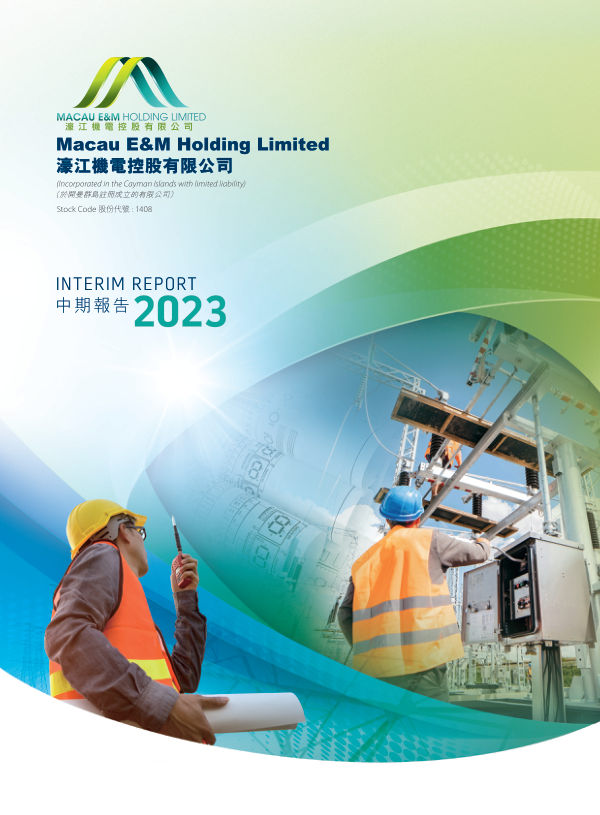 MACAU E&M HOLDING LIMITED
濠江機電控股有限公司
Macau E&M Holding Limited
濠江機電控股有限公司
(Incorporated in the Cayman Islands with limited liability)
(於開曼群島註冊成立的有限公司)
Stock Code 股份代號 : 1408
INTERIM REPORT
中期報告 2023